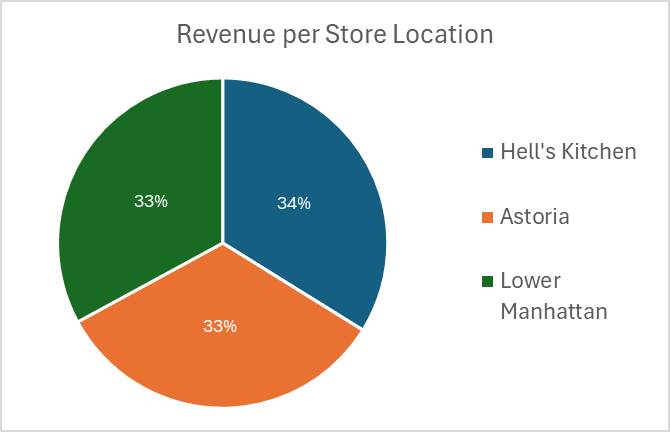 Revenue per Store Location
33%
34%
33%
Hell's Kitchen
Astoria
Lower
Manhattan